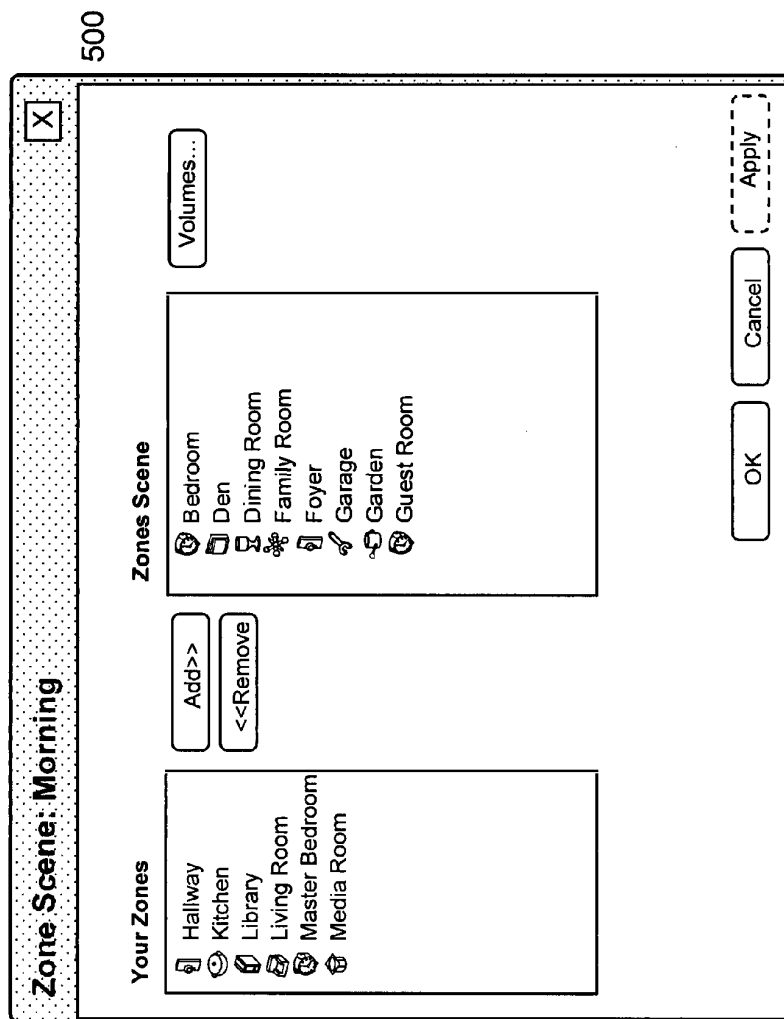 500
Zone Scene: Morning
X
Your Zones
Hallway
Kitchen
Library
Living Room
Master Bedroom
Media Room
Add>>
<<Remove
Zones Scene
Bedroom
Den
Dining Room
Family Room
Foyer
Garage
Garden
Guest Room
Volumes...
OK
Cancel
Apply